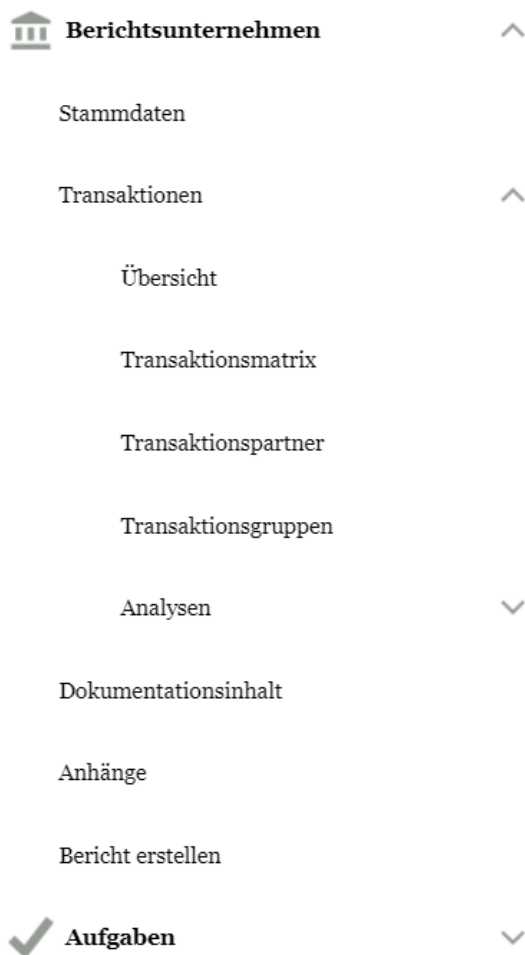 Berichtsunternehmen
Stammdaten
Transaktionen
Übersicht
Transaktionsmatrix
Transaktionspartner
Transaktionsgruppen
Analysen
Dokumentationsinhalt
Anhänge
Bericht erstellen
Aufgaben